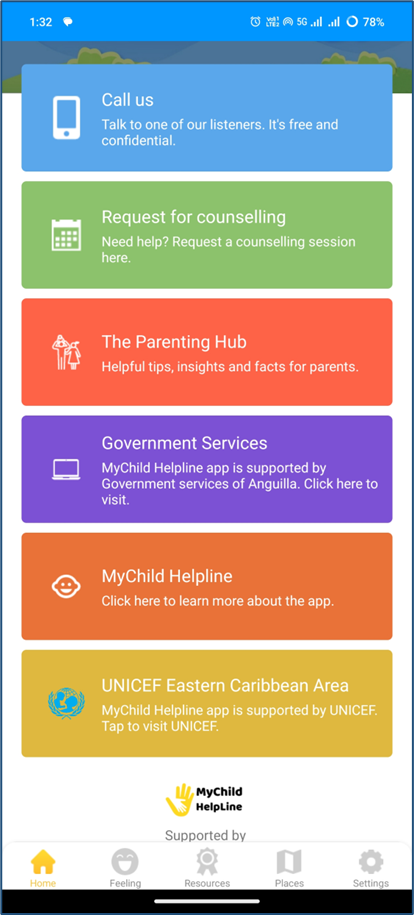 1:32
VoI) LTE2 5G 78%
Call us
Talk to one of our listeners. It's free and
confidential.
Request for counselling
Need help? Request a counselling session
here.
The Parenting Hub
Helpful tips, insights and facts for parents.
Government Services
MyChild Helpline app is supported by
Government services of Anguilla. Click here to
visit.
MyChild Helpline
Click here to learn more about the app.
UNICEF Eastern Caribbean Area
MyChild Helpline app is supported by UNICEF.
Tap to visit UNICEF.
MyChild
HelpLine
Supported by
Home Feeling Resources Places Settings